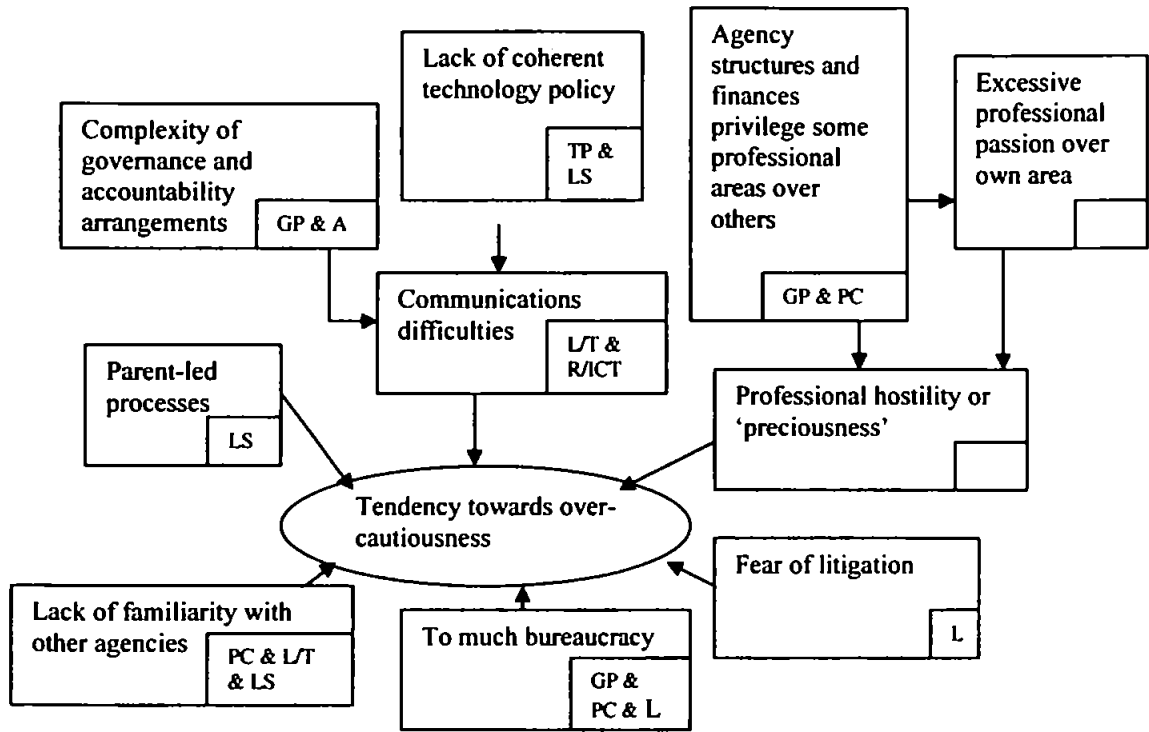 Lack of coherent
technology policy
TP &
LS
Agency
structures and
finances
privilege some
professional
areas over
others
GP & PC
Excessive
professional
passion over
own area
Complexity of
governance and
accountability
arrangements
GP & A
Communications
difficulties
L/T &
R/ICT
Parent-led
processes
LS
Professional hostility or
‘preciousness’
Tendency towards over-
cautiousness
Fear of litigation
L
Lack of familiarity with
other agencies
PC & L/T
& LS
To much bureaucracy
GP &
PC & L